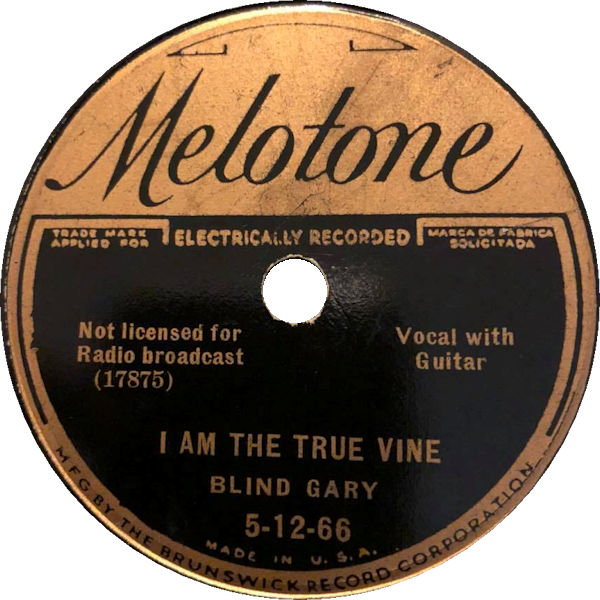 Melotone
TRADE MARK
APPLIED FOR
ELECTRICALLY RECORDED
MARCA DE FABRICA
SOLICITADA
Not licensed for
Radio broadcast
(17875)
Vocal with
Guitar
I AM THE TRUE VINE
BLIND GARY
5-12-66
MADE IN U.S.A.
MFG BY THE BRUNSWICK RECORD CORPORATION